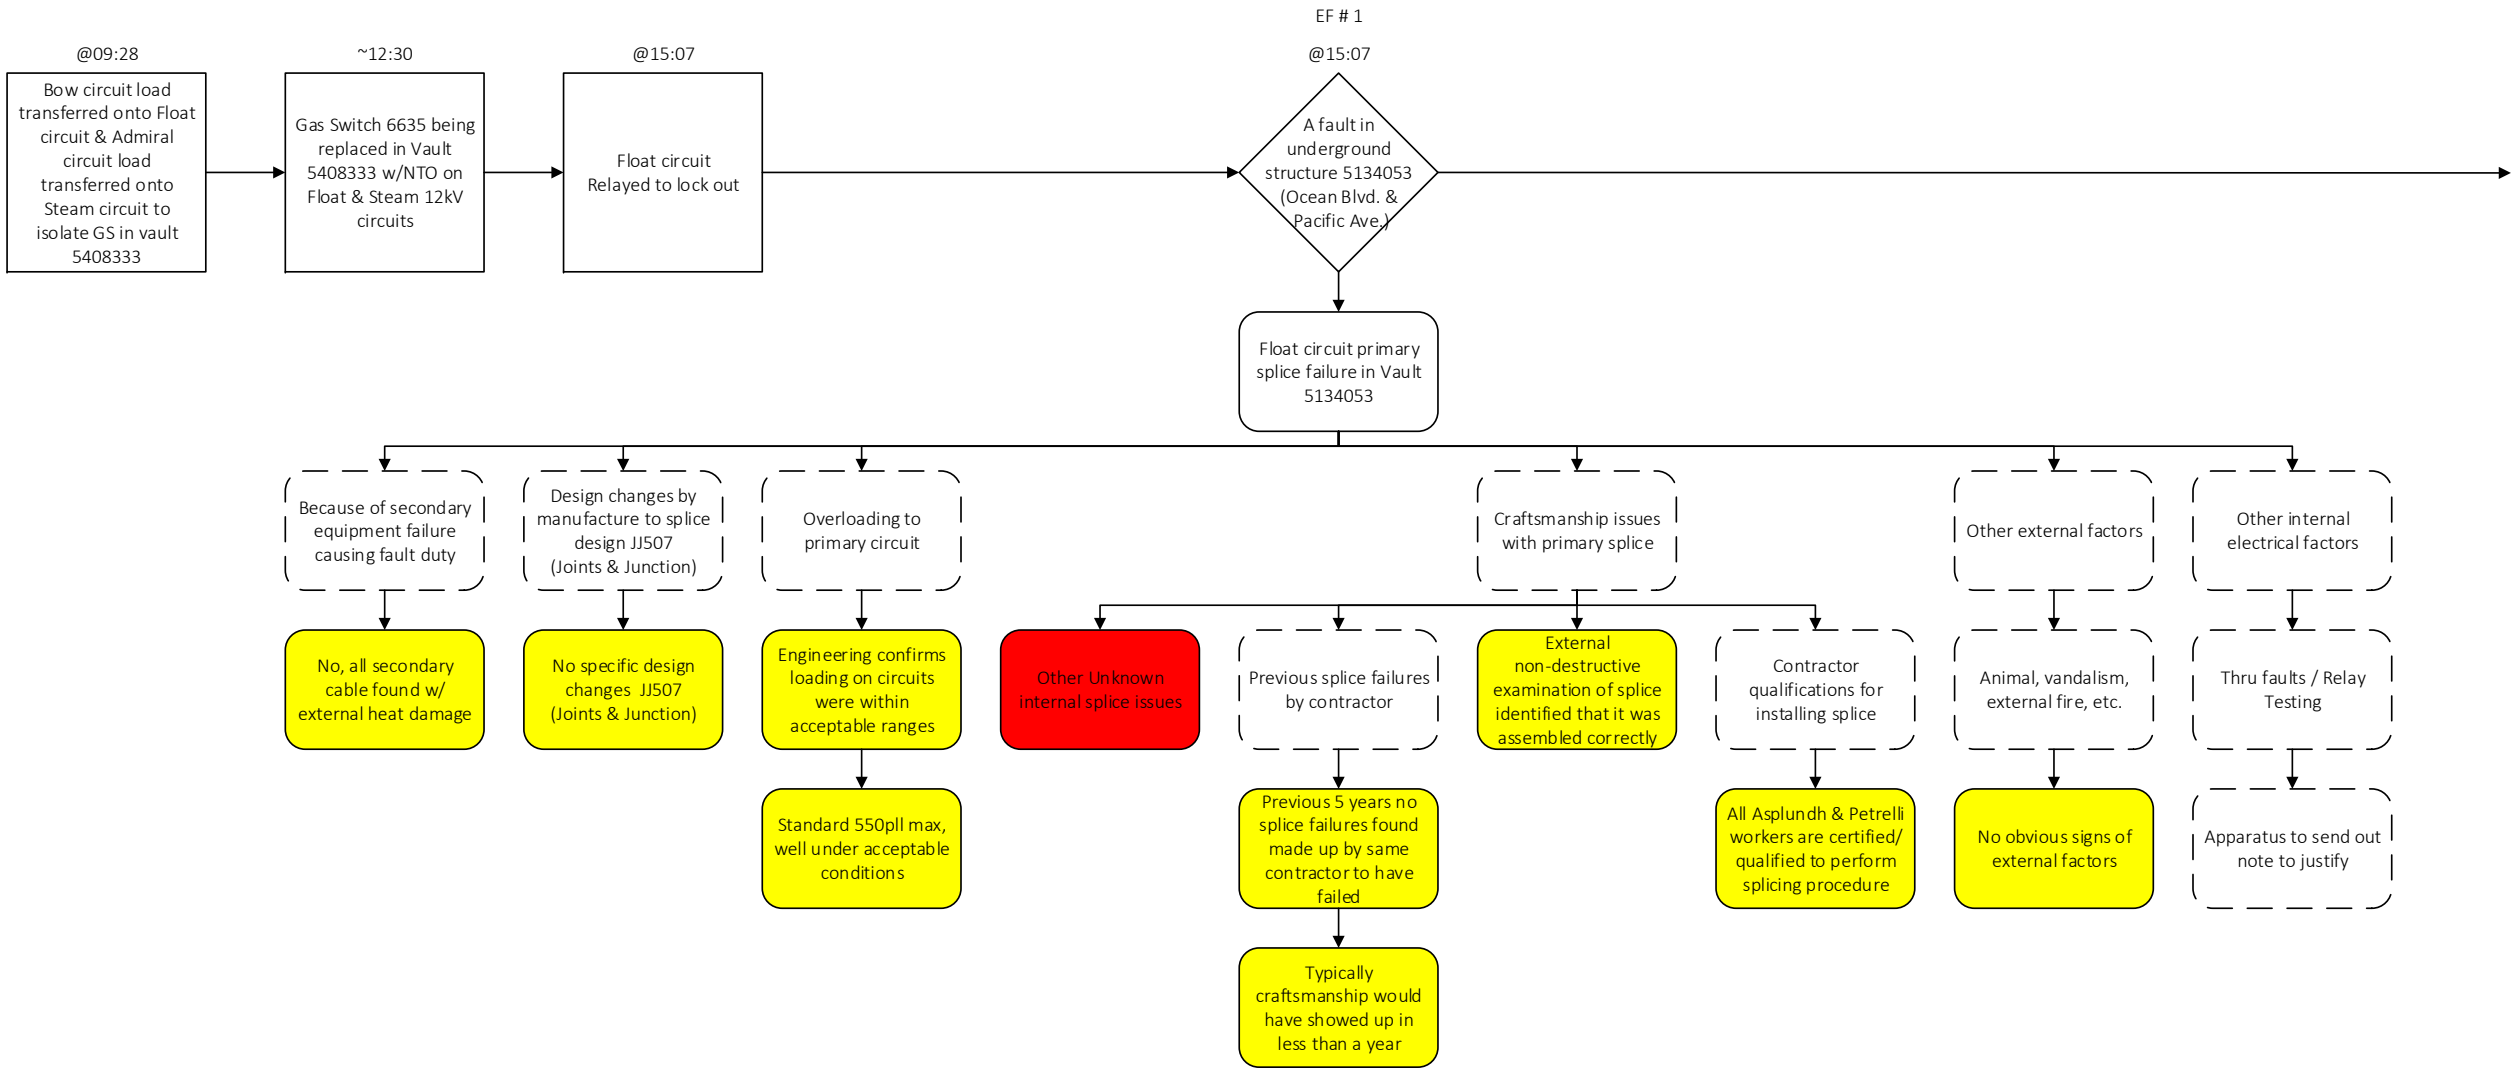 EF # 1
@09:28
~12:30
@15:07
@15:07
Bow circuit load
transferred onto Float
circuit & Admiral
circuit load
transferred onto
Steam circuit to
isolate GS in vault
5408333
Gas Switch 6635 being
replaced in Vault
5408333 w/NTO on
Float & Steam 12kV
circuits
Float circuit
Relayed to lock out
A fault in
underground
structure 5134053
(Ocean Blvd. &
Pacific Ave.)
Float circuit primary
splice failure in Vault
5134053
Because of secondary
equipment failure
causing fault duty
Design changes by
manufacture to splice
design JJ507
(Joints & Junction)
Overloading to
primary circuit
Craftsmanship issues
with primary splice
Other external factors
Other internal
electrical factors
No, all secondary
cable found w/
external heat damage
No specific design
changes JJ507
(Joints & Junction)
Engineering confirms
loading on circuits
were within
acceptable ranges
Other Unknown
internal splice issues
Previous splice failures
by contractor
External
non-destructive
examination of splice
identified that it was
assembled correctly
Contractor
qualifications for
installing splice
Animal, vandalism,
external fire, etc.
Thru faults / Relay
Testing
Standard 550pll max,
well under acceptable
conditions
Previous 5 years no
splice failures found
made up by same
contractor to have
failed
All Asplundh & Petrelli
workers are certified/
qualified to perform
splicing procedure
No obvious signs of
external factors
Apparatus to send out
note to justify
Typically
craftsmanship would
have showed up in
less than a year